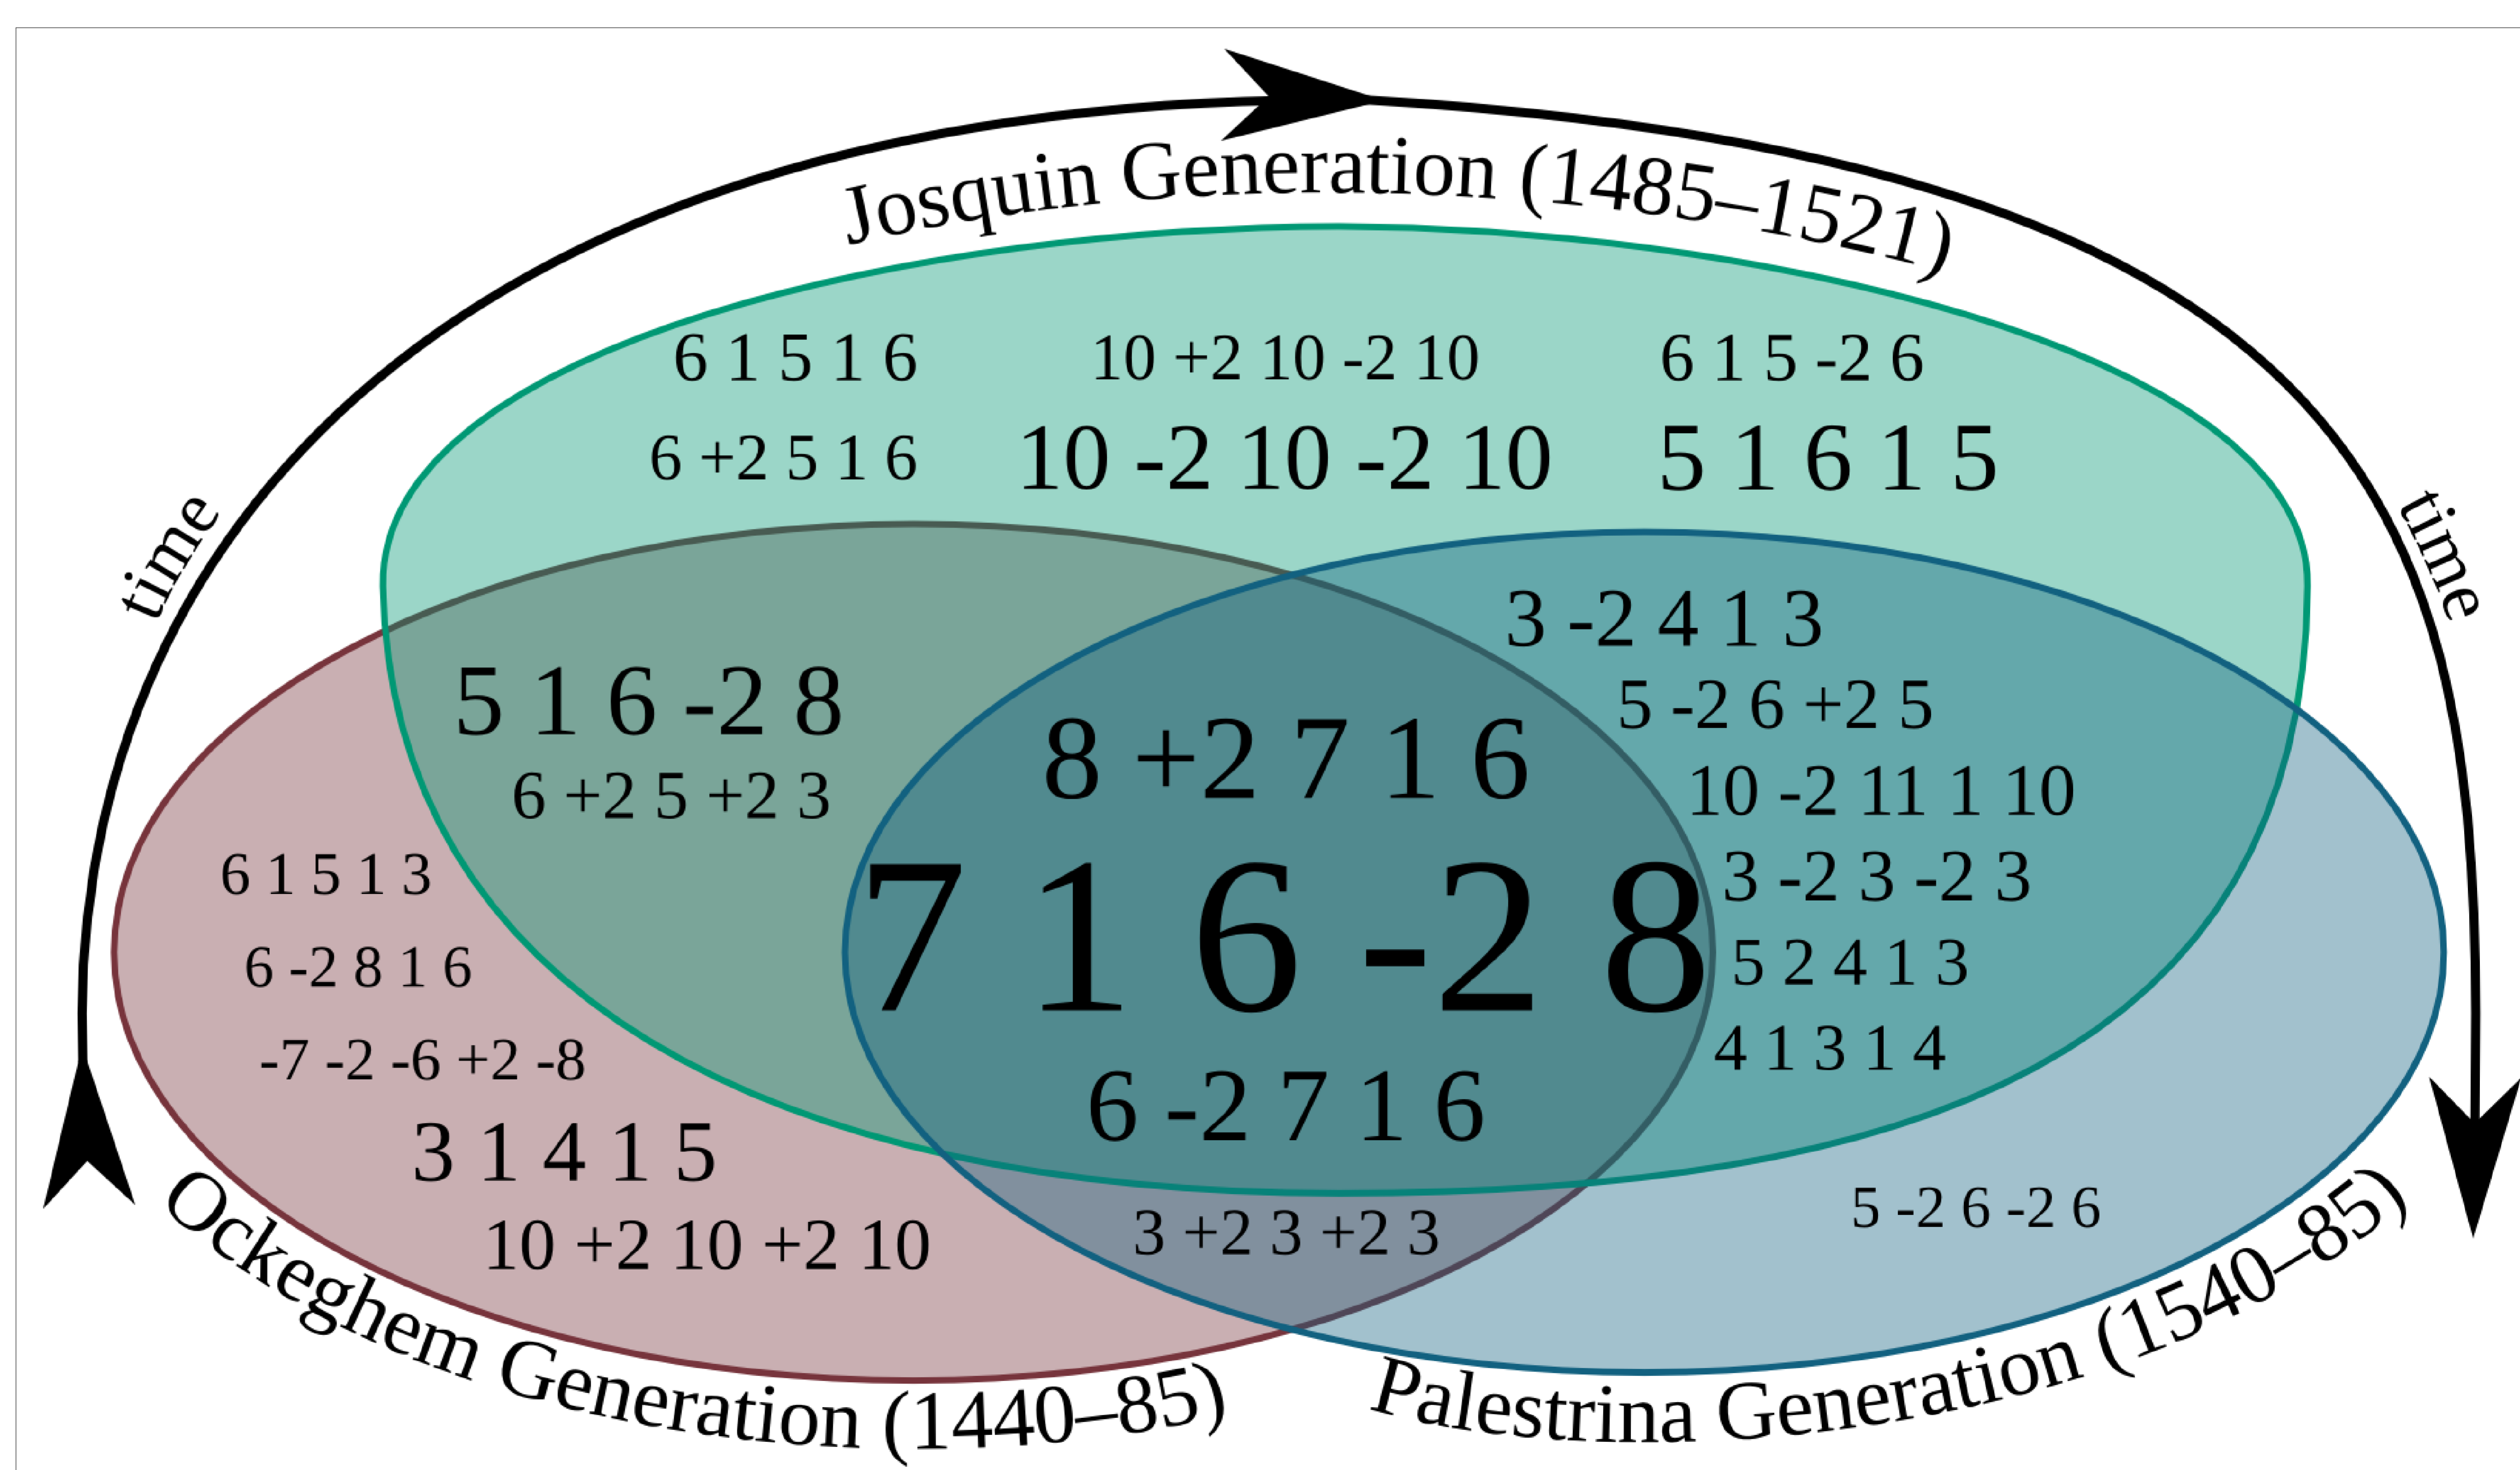 Josquin Generation (1485–1521)
time
time
6 1 5 1 6
10 +2 10 -2 10
6 1 5 -2 6
6 +2 5 1 6
10 -2 10 -2 10
5 1 6 1 5
3 -2 4 1 3
5 1 6 -2 8
5 -2 6 +2 5
8 +2 7 1 6
6 +2 5 +2 3
10 -2 11 1 10
6 1 5 1 3
3 -2 3 -2 3
7 1 6 -2 8
6 -2 8 1 6
5 2 4 1 3
-7 -2 -6 +2 -8
4 1 3 1 4
6 -2 7 1 6
3 1 4 1 5
10 +2 10 +2 10
3 +2 3 +2 3
5 -2 6 -2 6
Ockeghem Generation (1440–85)
Palestrina Generation (1540–85)